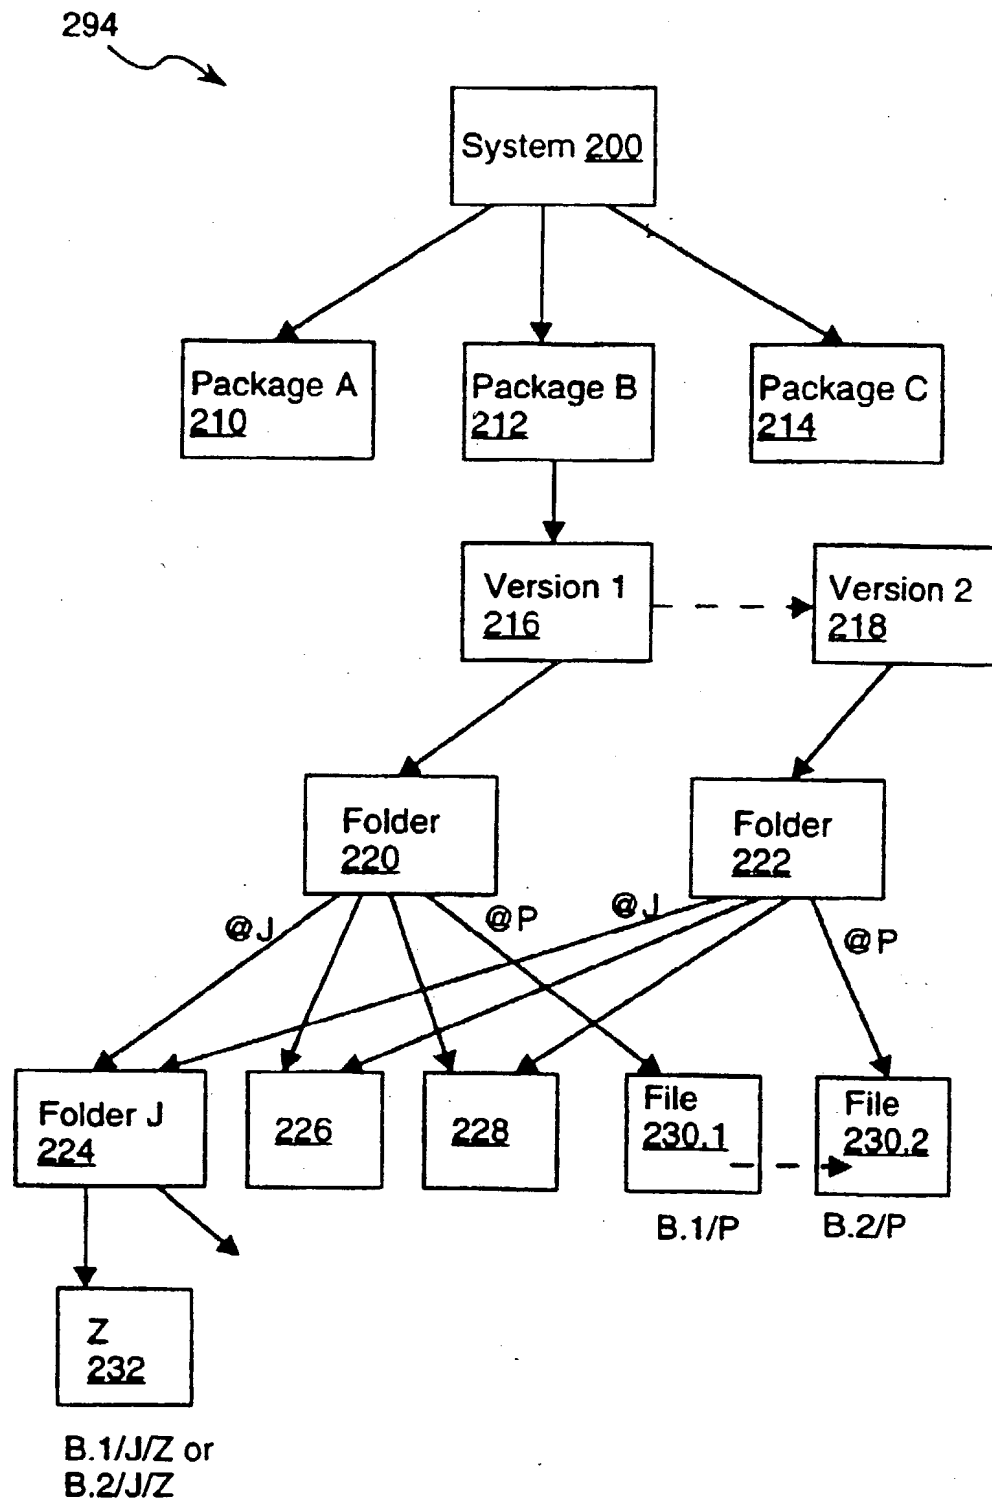 294
System 200
Package A
210
Package B
212
Package C
214
Version 1
216
Version 2
218
Folder
220
Folder
222
@J
@P
@J
@P
Folder J
224
226
228
File
230.1
File
230.2
B.1/P
B.2/P
Z
232
B.1/J/Z or
B.2/J/Z